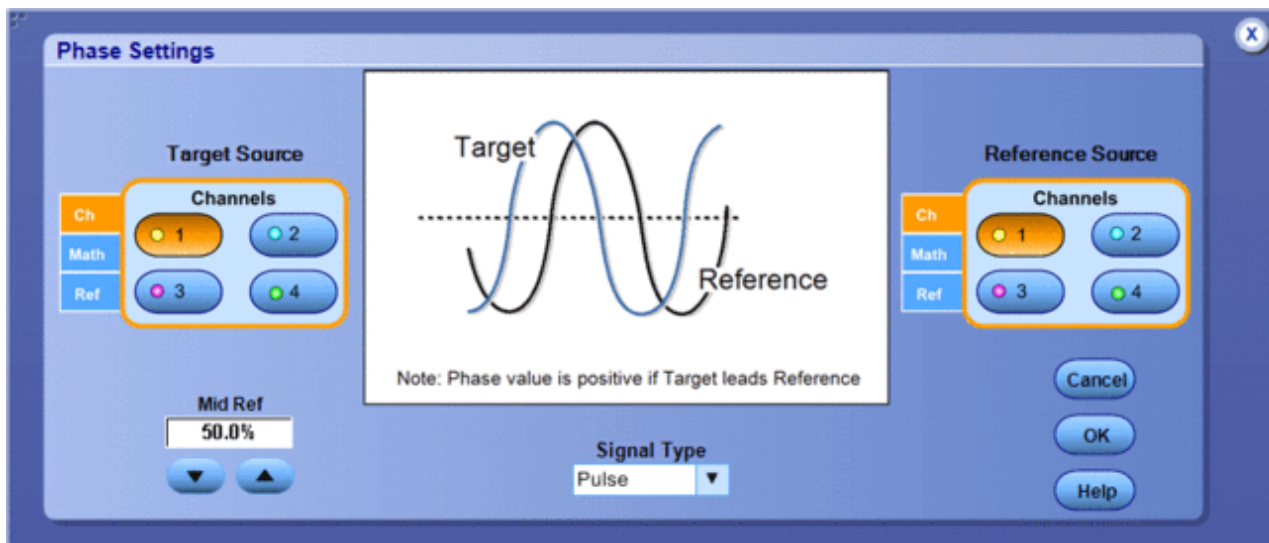 X
Phase Settings
Target Source
Channels
Ch
Math
Ref
1
2
3
4
Mid Ref
50.0%
Target
Reference
Note: Phase value is positive if Target leads Reference
Signal Type
Pulse
Reference Source
Channels
Ch
Math
Ref
1
2
3
4
Cancel
OK
Help